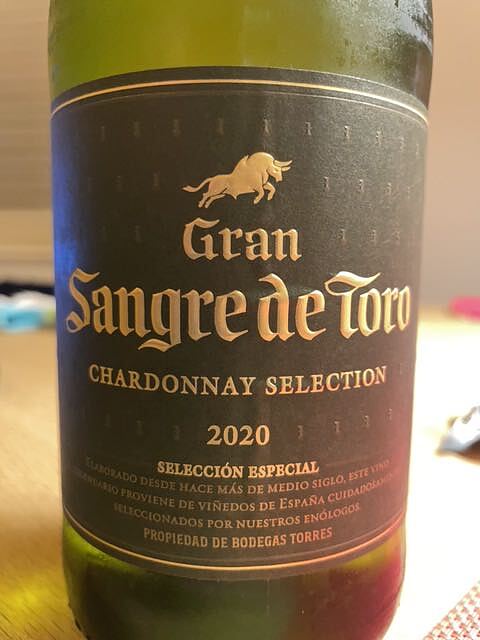 Gran
Sangre de Toro
CHARDONNAY SELECTION
2020
SELECCIÓN ESPECIAL
ELABORADO DESDE HACE MÁS DE MEDIO SIGLO, ESTE VINO
PROVIENE DE VIÑEDOS DE ESPAÑA
SELECCIONADOS POR NUESTROS ENÓLOGOS.
PROPIEDAD DE BODEGAS TORRES